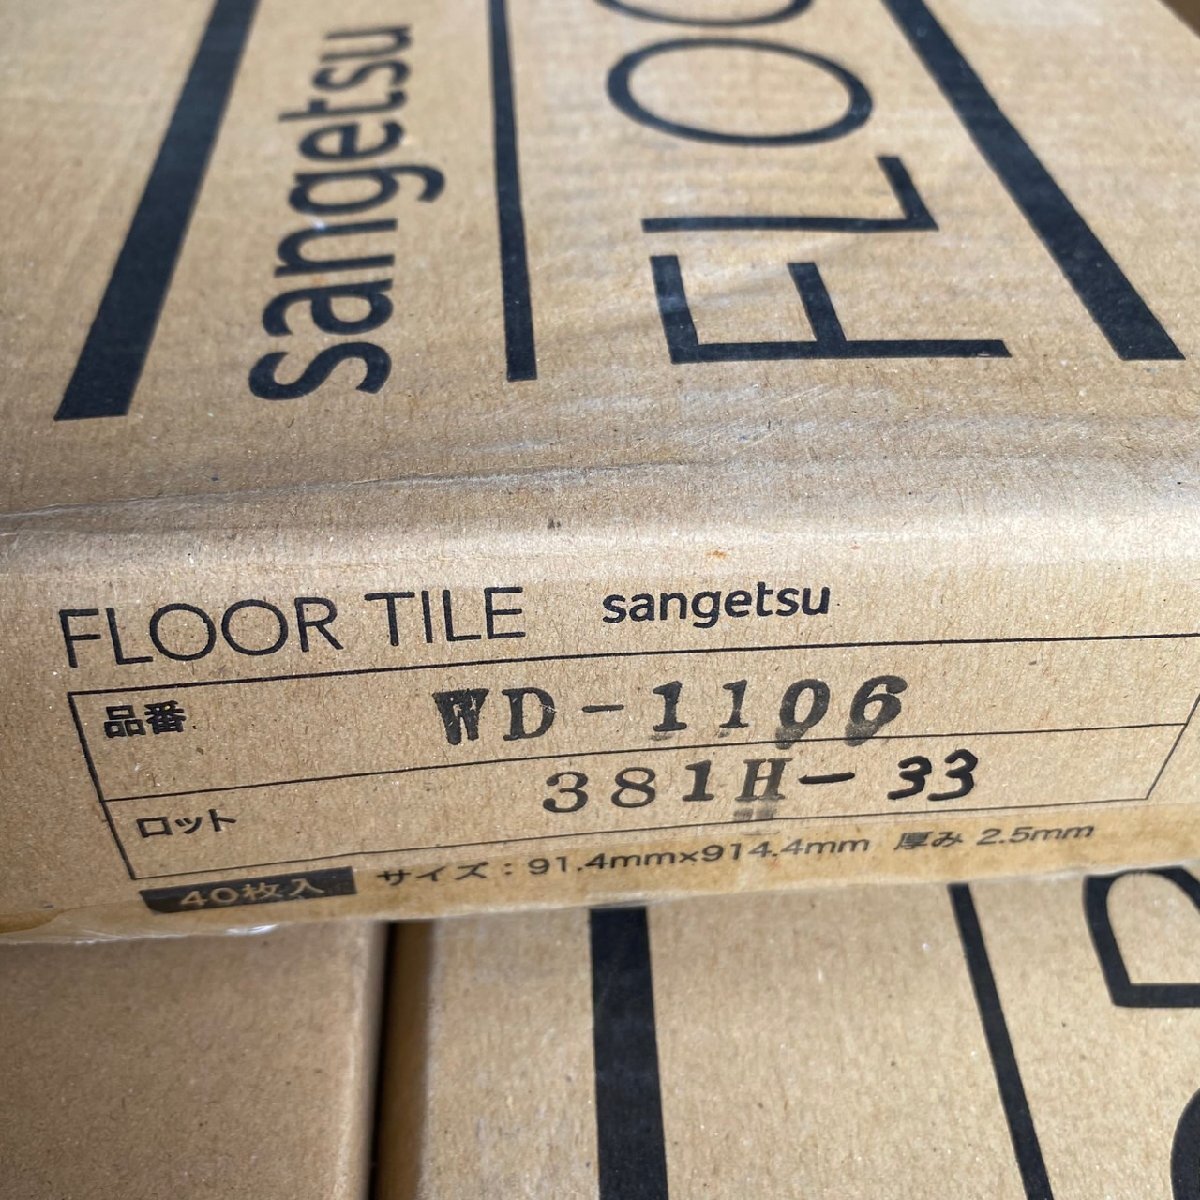 sangetsu
FLOO
FLOOR TILE sangetsu
品番 WD-1106
ロット 381H-33
40枚入 サイズ：91.4mm×914.4mm 厚み 2.5mm